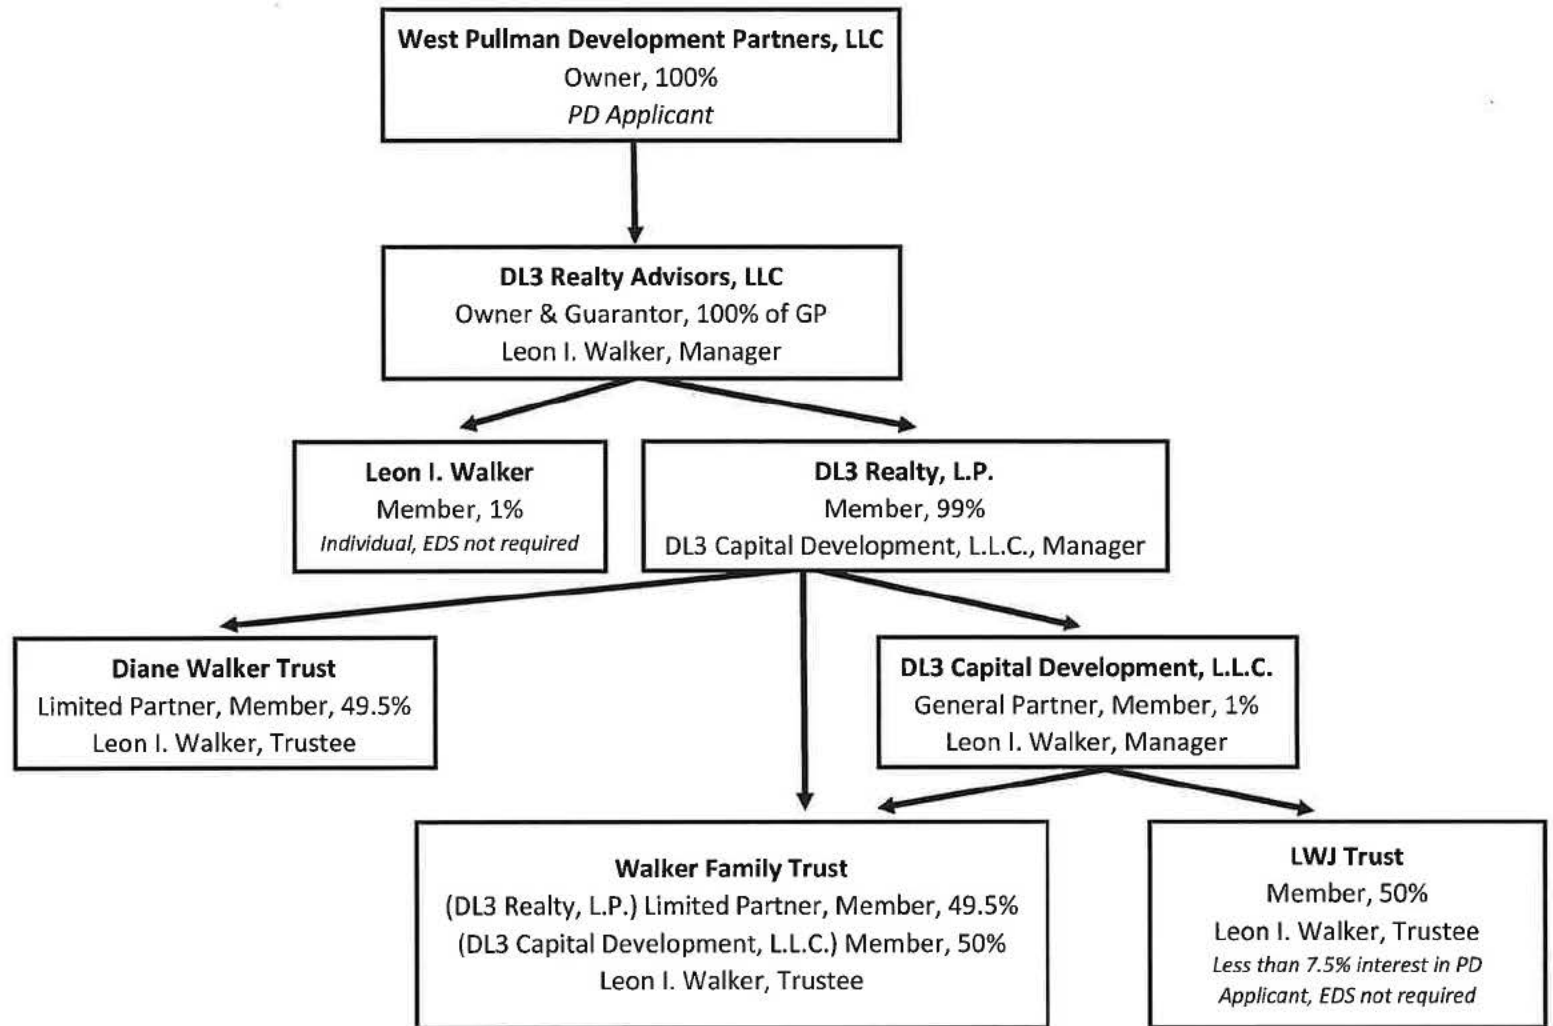 West Pullman Development Partners, LLC
Owner, 100%
PD Applicant
DL3 Realty Advisors, LLC
Owner & Guarantor, 100% of GP
Leon I. Walker, Manager
Leon I. Walker
Member, 1%
Individual, EDS not required
DL3 Realty, L.P.
Member, 99%
DL3 Capital Development, L.L.C., Manager
Diane Walker Trust
Limited Partner, Member, 49.5%
Leon I. Walker, Trustee
DL3 Capital Development, L.L.C.
General Partner, Member, 1%
Leon I. Walker, Manager
Walker Family Trust
(DL3 Realty, L.P.) Limited Partner, Member, 49.5%
(DL3 Capital Development, L.L.C.) Member, 50%
Leon I. Walker, Trustee
LWJ Trust
Member, 50%
Leon I. Walker, Trustee
Less than 7.5% interest in PD
Applicant, EDS not required